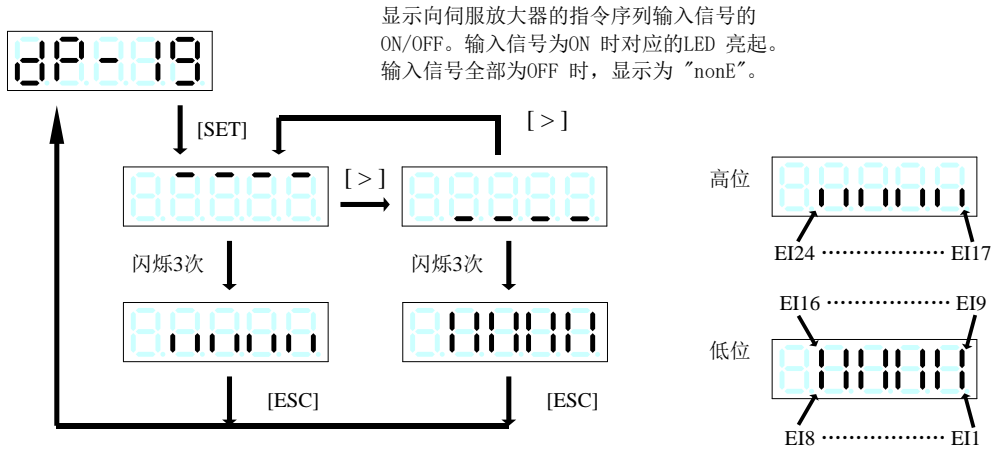 显示向伺服放大器的指令序列输入信号的
ON/OFF。输入信号为ON 时对应的LED 亮起。
输入信号全部为OFF 时，显示为 "nonE"。
dP-19
[SET]
[ > ]
[ > ]
闪烁3次
闪烁3次
[ESC]
[ESC]
高位
EI24 ·················· EI17
EI16 ·················· EI9
低位
EI8 ·················· EI1